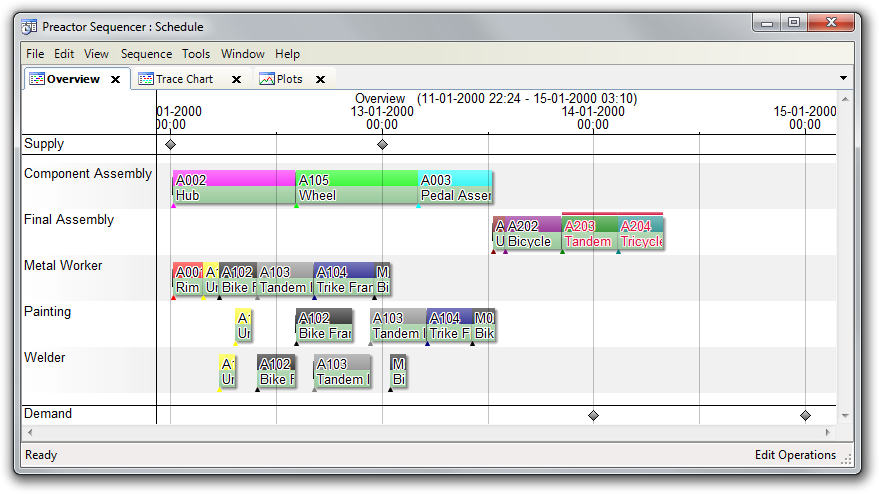 Preactor Sequencer : Schedule
File Edit View Sequence Tools Window Help
Overview Trace Chart Plots
Overview (11-01-2000 22:24 - 15-01-2000 03:10)
01-2000 13-01-2000 14-01-2000 15-01-2000
00:00 00:00 00:00 00:00
Supply
Component Assembly
A002 A105 A003
Hub Wheel Pedal Asser
Final Assembly
A A202 A203 A204
U Bicycle Tandem Tricycle
Metal Worker
A00 A A102 A103 A104 M
Rim Ur Bike F Tandem Trike Fran Bi
Painting
A A102 A103 A104 M0
Ur Bike Fran Tandem Trike F Bik
Welder
A A102 A103 M
Ur Bike F Tandem Bi
Demand
Ready Edit Operations